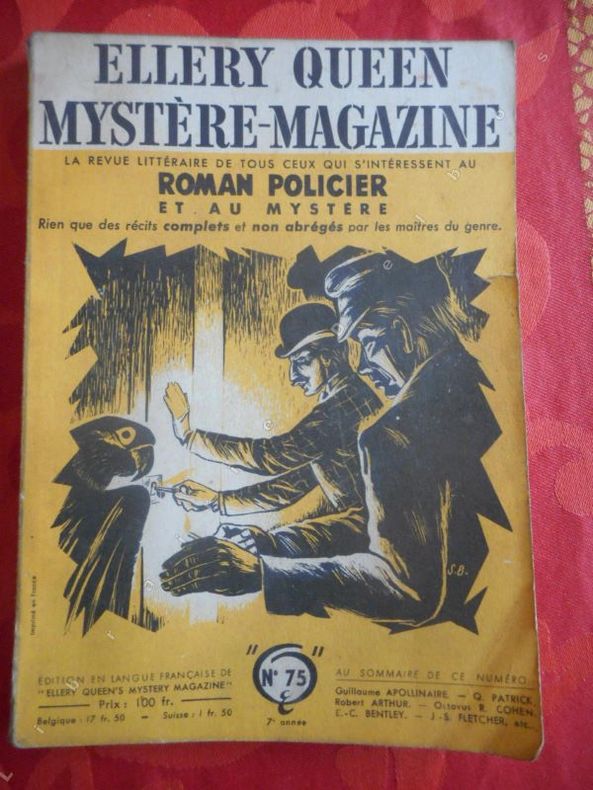 ELLERY QUEEN
MYSTÈRE-MAGAZINE
LA REVUE LITTÉRAIRE DE TOUS CEUX QUI S'INTÉRESSENT AU
ROMAN POLICIER
ET AU MYSTÈRE
Rien que des récits complets et non abrégés par les maîtres du genre.
S.B.
Imprimé en France
ÉDITION EN LANGUE FRANÇAISE DE
"ELLERY QUEEN'S MYSTERY MAGAZINE"
Prix : 100 fr.
Belgique : 17 fr. 50 — Suisse : 1 fr. 50
"N° 75"
7e année
AU SOMMAIRE DE CE NUMÉRO
Guillaume APOLLINAIRE. — Q. PATRICK
Robert ARTHUR. — Octavus R. COHEN
E.-C. BENTLEY. — J.-S. FLETCHER, etc...